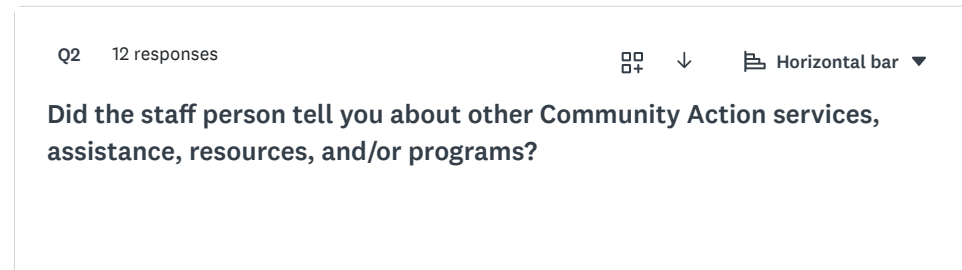 Q2 12 responses
Horizontal bar
Did the staff person tell you about other Community Action services,
assistance, resources, and/or programs?